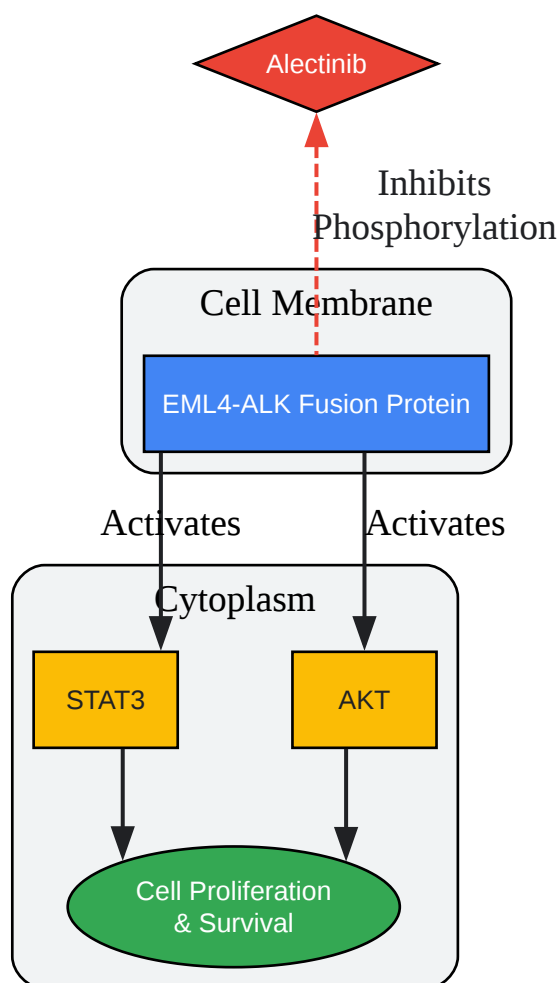 Alectinib
Inhibits
Phosphorylation
Cell Membrane
EML4-ALK Fusion Protein
Activates
Activates
Cytoplasm
STAT3
AKT
Cell Proliferation
& Survival